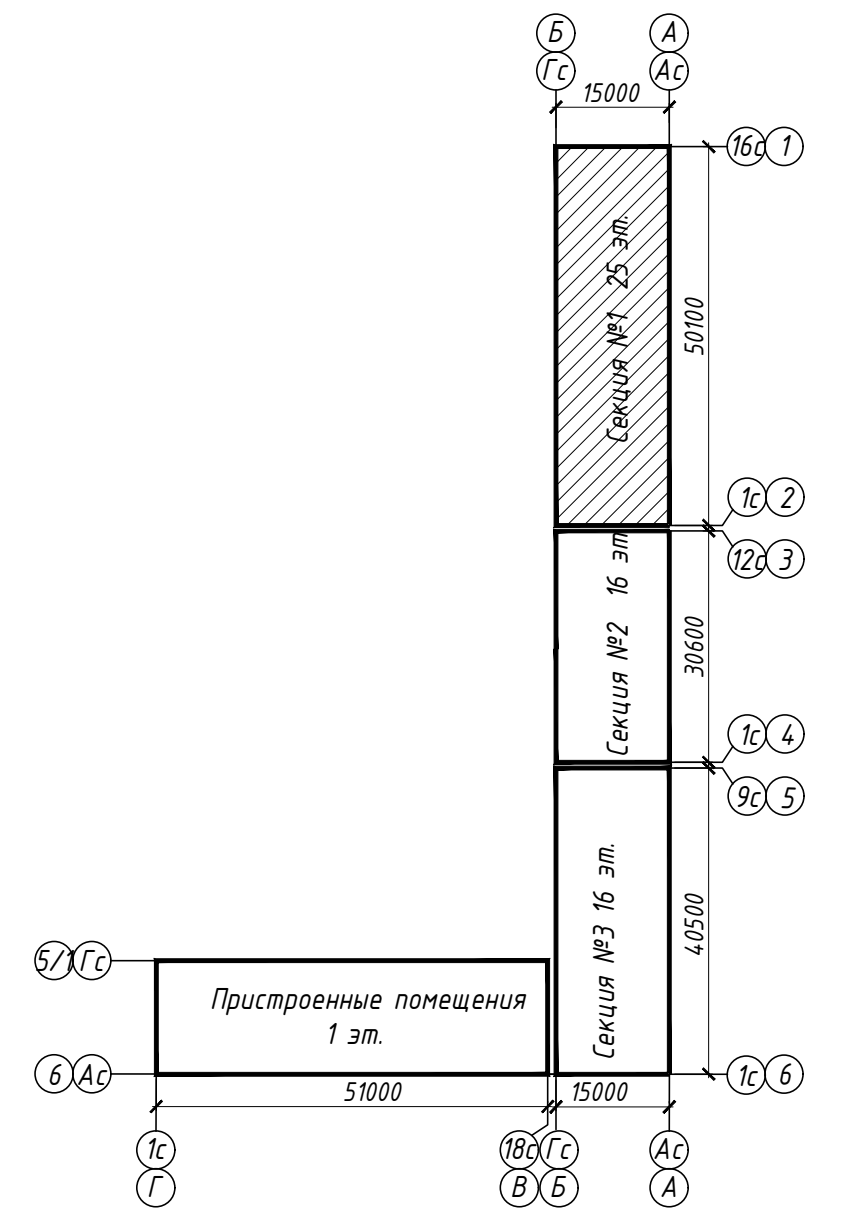 Б А
Гс Ас
15000
16с 1
Секция №1 25 эт.
50100
1с 2
12с 3
Секция №2 16 эт
30600
1с 4
9с 5
Секция №3 16 эт.
40500
5/1 Гс
Пристроенные помещения
1 эт.
6 Ас
1с 6
51000 15000
1с 18с Гс Ас
Г В Б А